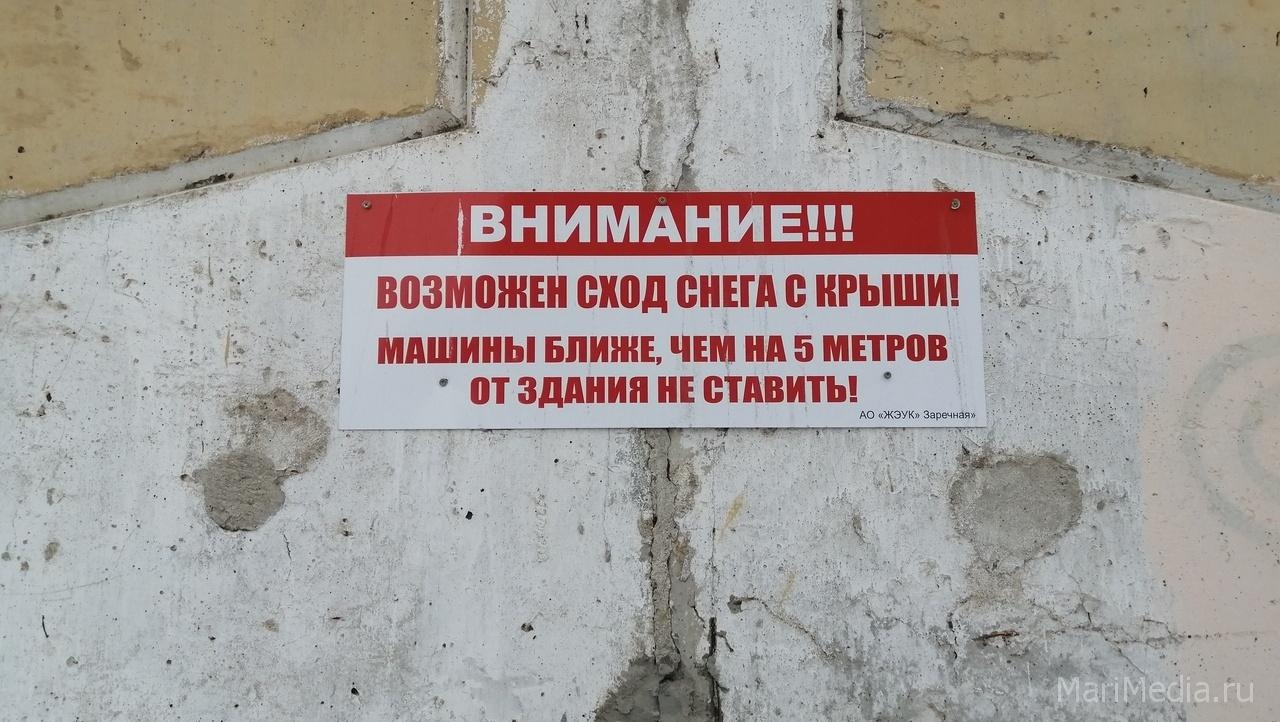 ВНИМАНИЕ!!!
ВОЗМОЖЕН СХОД СНЕГА С КРЫШИ!
МАШИНЫ БЛИЖЕ, ЧЕМ НА 5 МЕТРОВ
ОТ ЗДАНИЯ НЕ СТАВИТЬ!
АО «ЖЭУК» Заречная»
MariMedia.ru